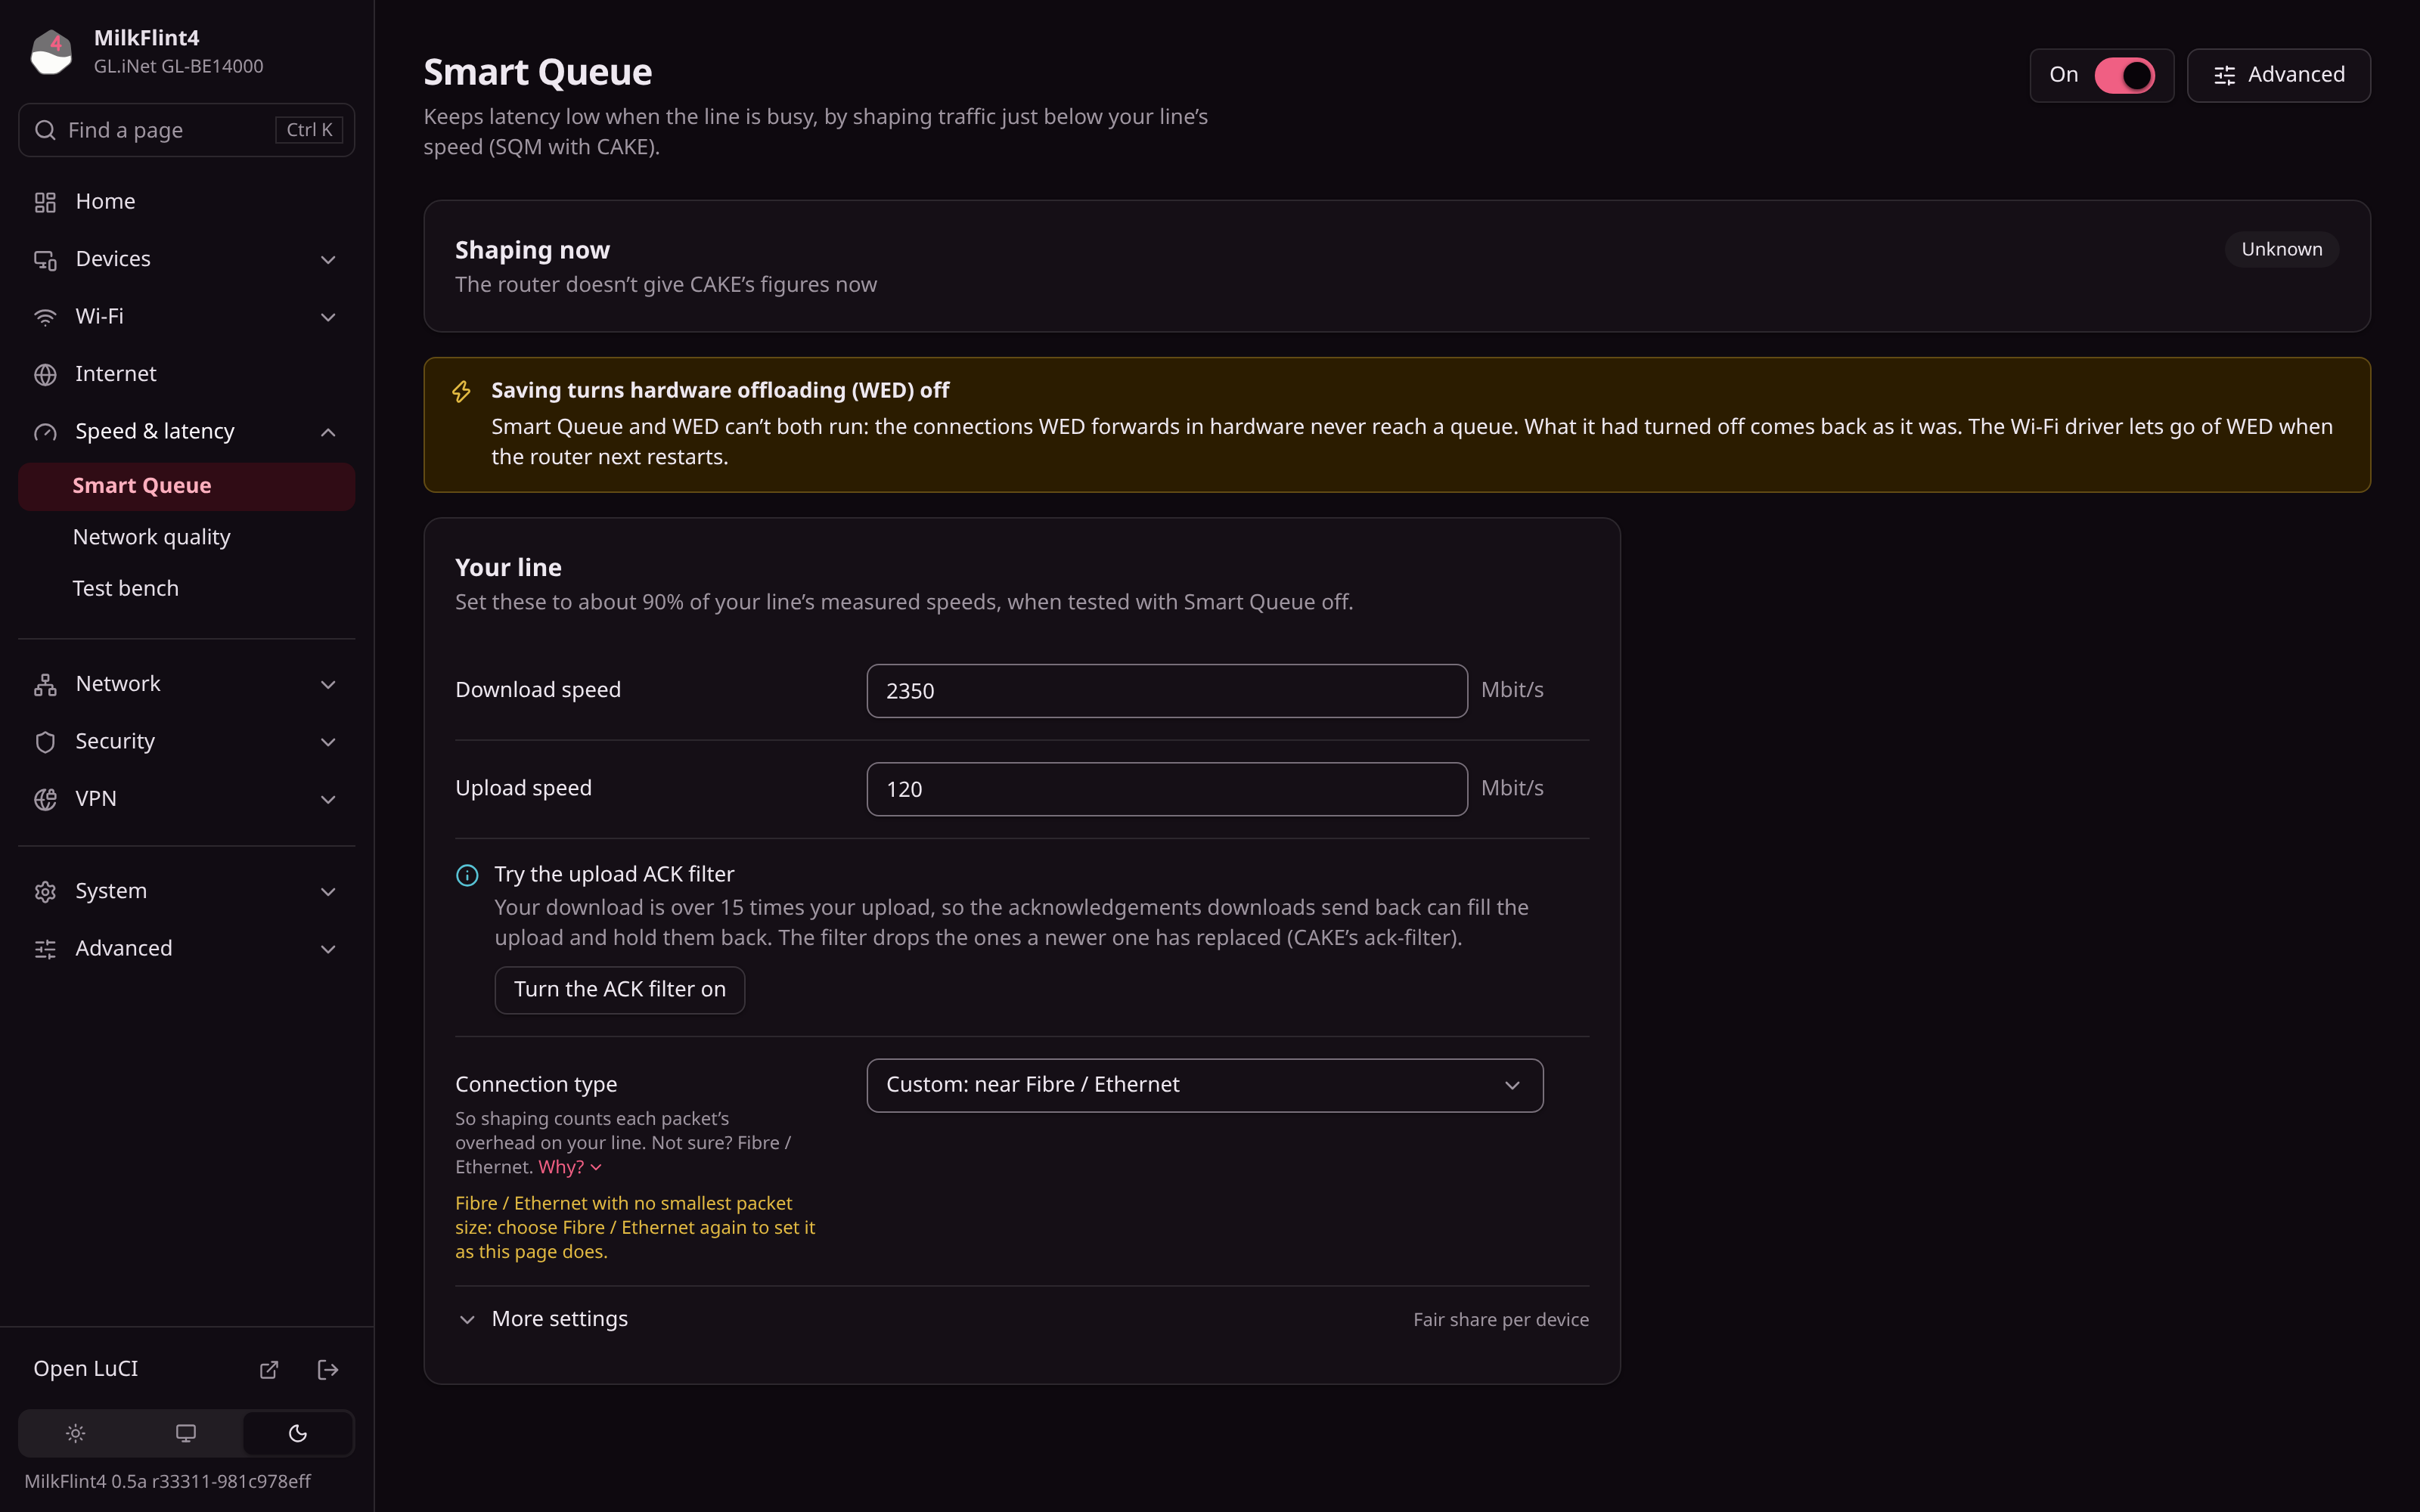 MilkFlint4
GL.iNet GL-BE14000
Find a page
Ctrl K
Home
Devices
Wi-Fi
Internet
Speed & latency
Smart Queue
Network quality
Test bench
Network
Security
VPN
System
Advanced
Open LuCI
MilkFlint4 0.5a r33311-981c978eff
Smart Queue
Keeps latency low when the line is busy, by shaping traffic just below your line’s
speed (SQM with CAKE).
On
Advanced
Shaping now
Unknown
The router doesn’t give CAKE’s figures now
Saving turns hardware offloading (WED) off
Smart Queue and WED can’t both run: the connections WED forwards in hardware never reach a queue. What it had turned off comes back as it was. The Wi-Fi driver lets go of WED when
the router next restarts.
Your line
Set these to about 90% of your line’s measured speeds, when tested with Smart Queue off.
Download speed
2350
Mbit/s
Upload speed
120
Mbit/s
Try the upload ACK filter
Your download is over 15 times your upload, so the acknowledgements downloads send back can fill the
upload and hold them back. The filter drops the ones a newer one has replaced (CAKE’s ack-filter).
Turn the ACK filter on
Connection type
Custom: near Fibre / Ethernet
So shaping counts each packet’s
overhead on your line. Not sure? Fibre /
Ethernet. Why?
Fibre / Ethernet with no smallest packet
size: choose Fibre / Ethernet again to set it
as this page does.
More settings
Fair share per device